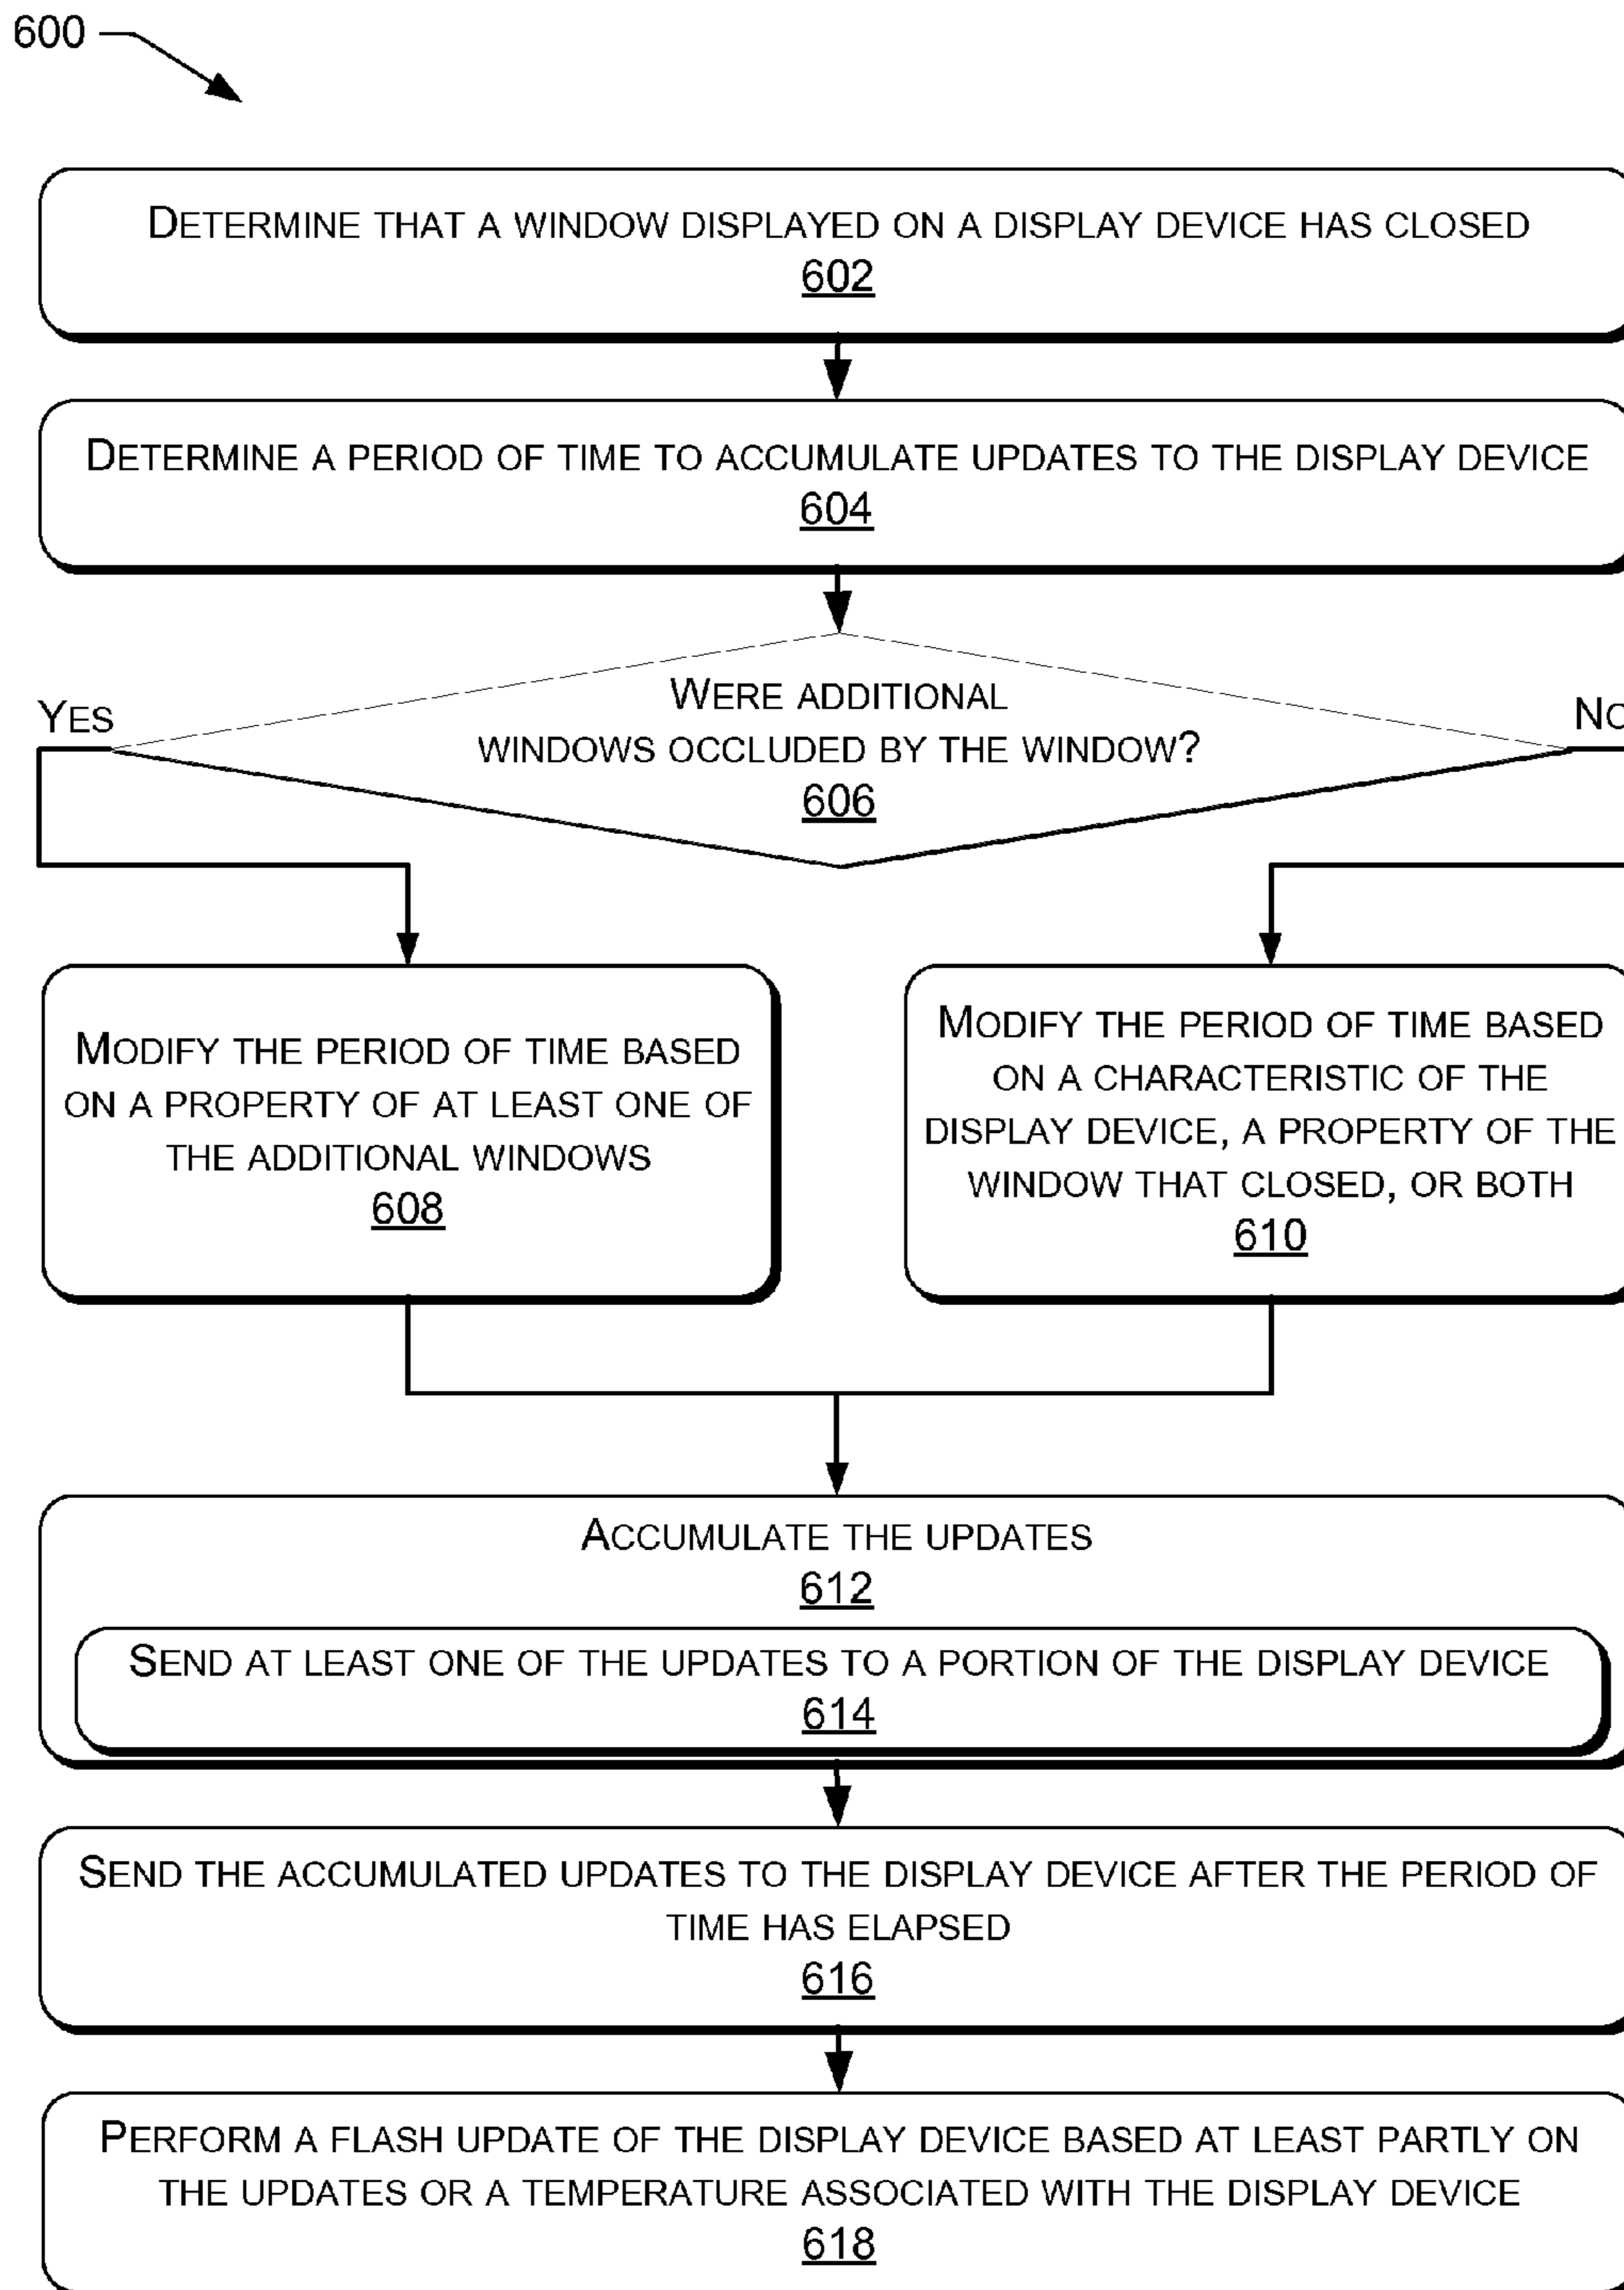 600
Determine that a window displayed on a display device has closed
602
Determine a period of time to accumulate updates to the display device
604
Were additional
windows occluded by the window?
606
Yes
No
Modify the period of time based
on a property of at least one of
the additional windows
608
Modify the period of time based
on a characteristic of the
display device, a property of the
window that closed, or both
610
Accumulate the updates
612
Send at least one of the updates to a portion of the display device
614
Send the accumulated updates to the display device after the period of
time has elapsed
616
Perform a flash update of the display device based at least partly on
the updates or a temperature associated with the display device
618